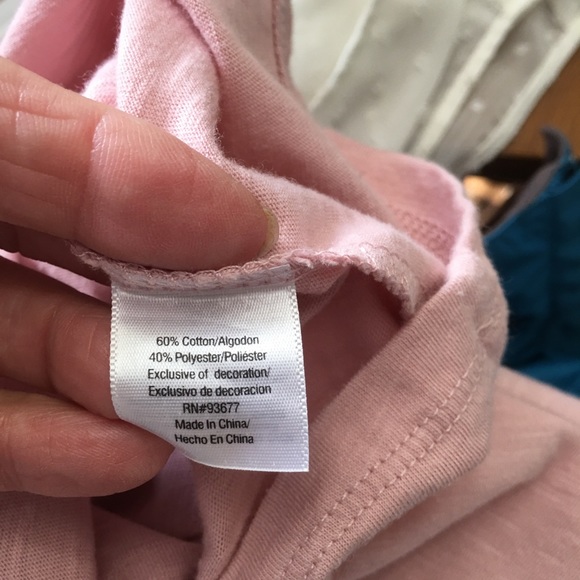 60% Cotton/Algodon
40% Polyester/Poliéster
Exclusive of decoration/
Exclusivo de decoracion
RN#93677
Made In China/
Hecho En China